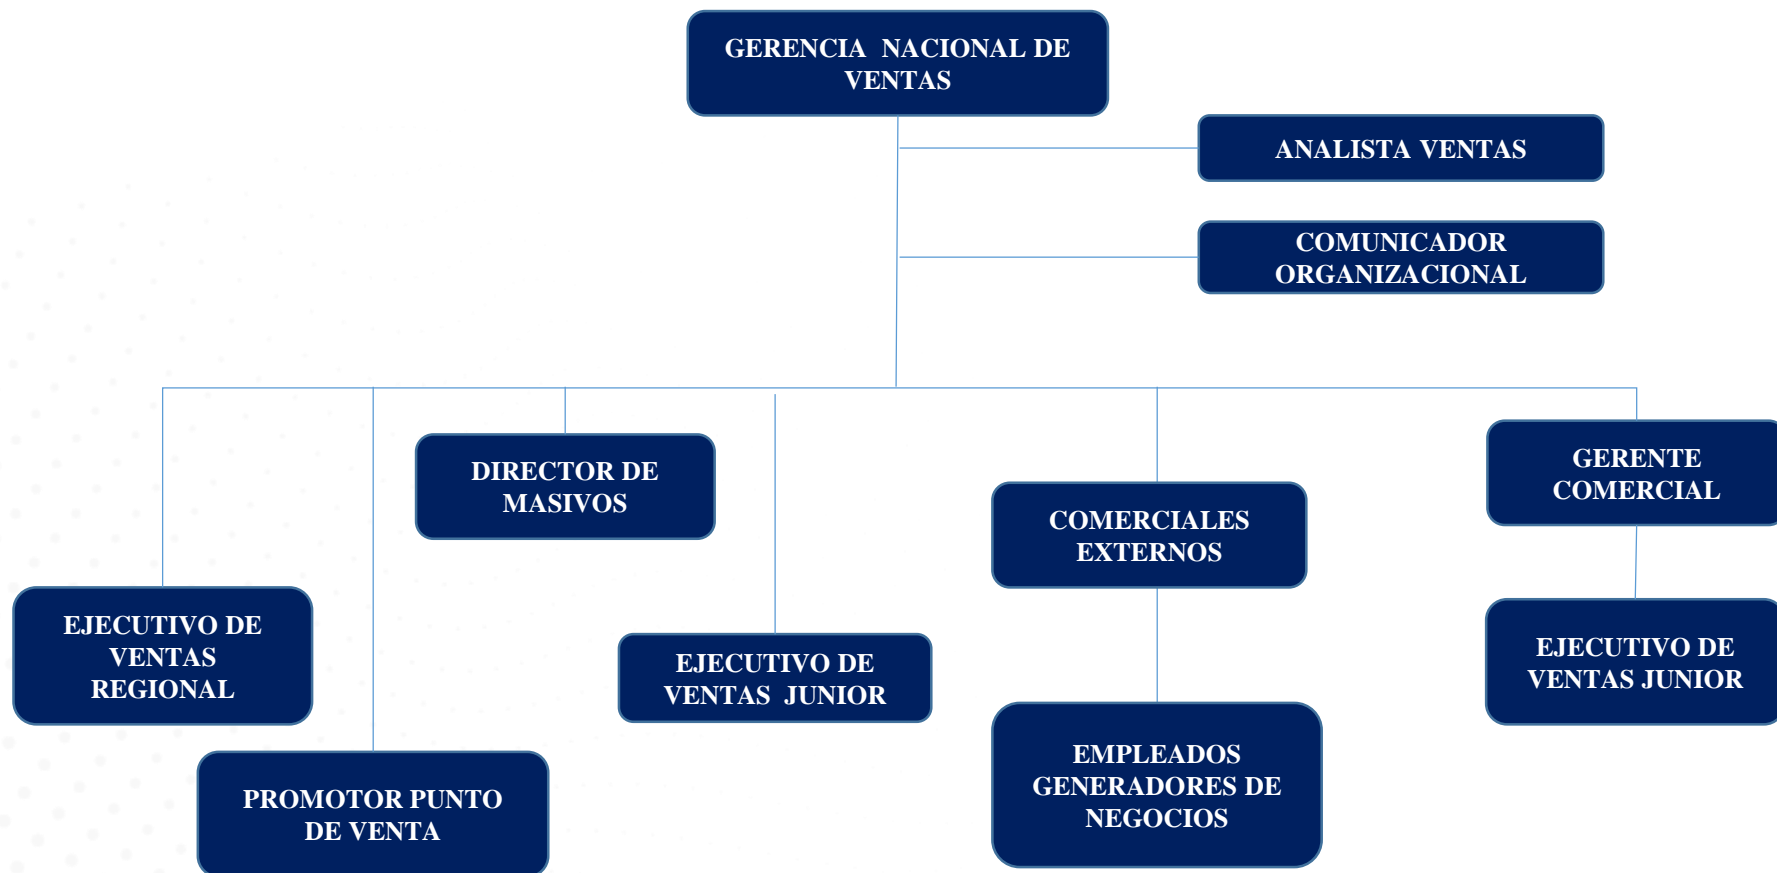 GERENCIA NACIONAL DE
VENTAS
ANALISTA VENTAS
COMUNICADOR
ORGANIZACIONAL
DIRECTOR DE
MASIVOS
GERENTE
COMERCIAL
COMERCIALES
EXTERNOS
EJECUTIVO DE
VENTAS
REGIONAL
EJECUTIVO DE
VENTAS JUNIOR
EJECUTIVO DE
VENTAS JUNIOR
PROMOTOR PUNTO
DE VENTA
EMPLEADOS
GENERADORES DE
NEGOCIOS